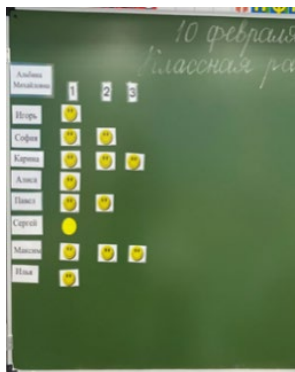 10 февраля
Классная ра
Альбина
Михайловна
1 2 3
Игорь
София
Карина
Алиса
Павел
Сергей
Максим
Илья